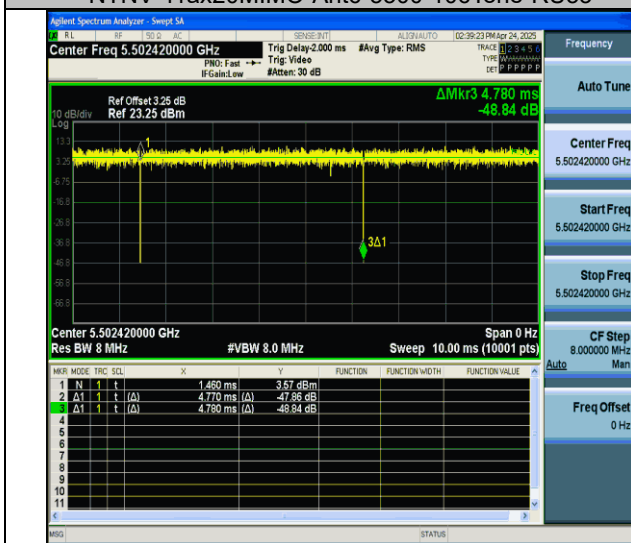 Agilent Spectrum Analyzer - Swept SA
RL RF 50 Ω AC SENSE:INT ALIGNAUTO 02:39:23 PM Apr 24, 2025
Center Freq 5.502420000 GHz
PNO: Fast
IFGain:Low
Trig Delay-2.000 ms
Trig: Video
#Atten: 30 dB
#Avg Type: RMS
TRACE 1 2 3 4 5 6
TYPE
DET P P P P P P
Frequency
ΔMkr3 4.780 ms
-48.84 dB
Ref Offset 3.25 dB
10 dB/div Ref 23.25 dBm
Log
13.3
3.25
-6.75
-16.8
-26.8
-36.8
-46.8
-56.8
-66.8
1
3Δ1
Center 5.502420000 GHz Span 0 Hz
Res BW 8 MHz #VBW 8.0 MHz Sweep 10.00 ms (10001 pts)
MKR MODE TRC SCL X Y FUNCTION FUNCTION WIDTH FUNCTION VALUE
1 N 1 t 1.460 ms 3.57 dBm
2 Δ1 1 t (Δ) 4.770 ms (Δ) -47.86 dB
3 Δ1 1 t (Δ) 4.780 ms (Δ) -48.84 dB
4
5
6
7
8
9
10
11
MSG STATUS
Auto Tune
Center Freq
5.502420000 GHz
Start Freq
5.502420000 GHz
Stop Freq
5.502420000 GHz
CF Step
8.000000 MHz
Auto Man
Freq Offset
0 Hz